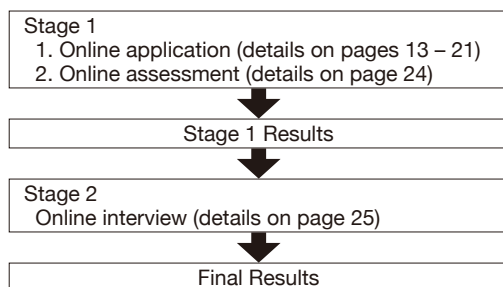 Stage 1
1. Online application (details on pages 13 – 21)
2. Online assessment (details on page 24)
Stage 1 Results
Stage 2
Online interview (details on page 25)
Final Results